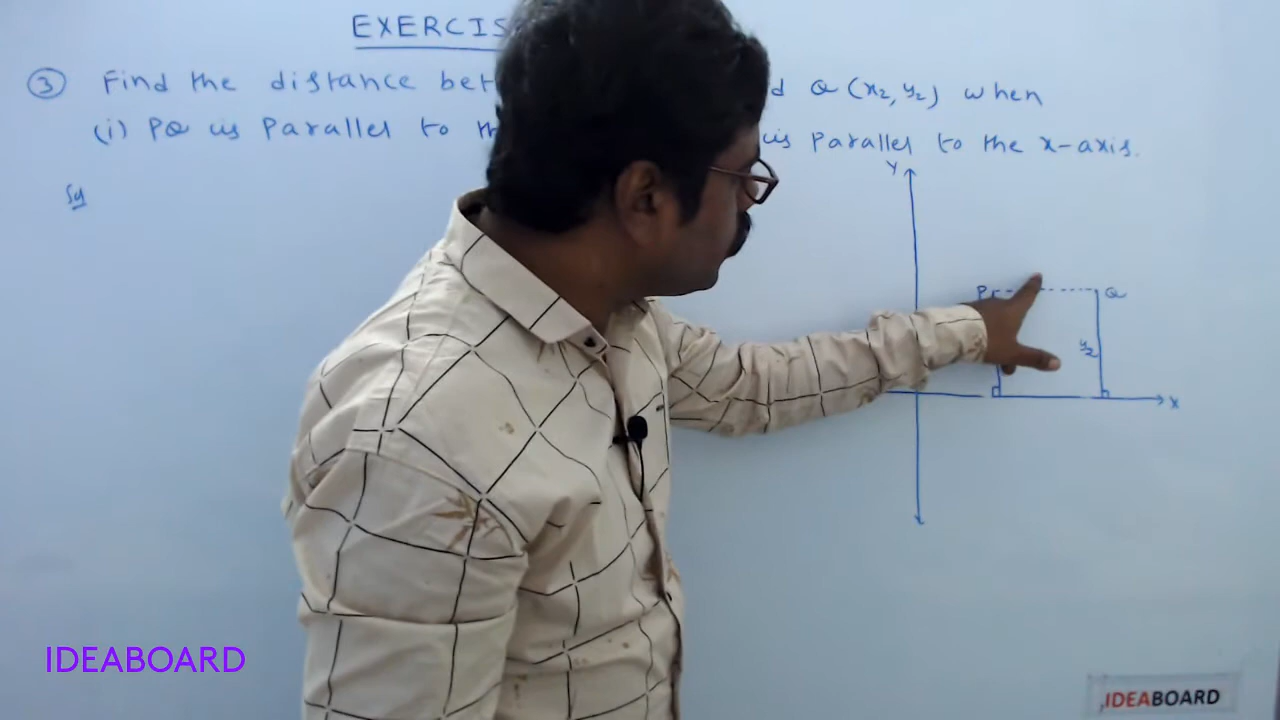 EXERCIS
③ Find the distance bet d Q (x₂, y₂) when
(i) PQ is Parallel to th is Parallel to the x-axis.
Sol
Y
P Q
y₂
X
IDEABOARD
IDEABOARD